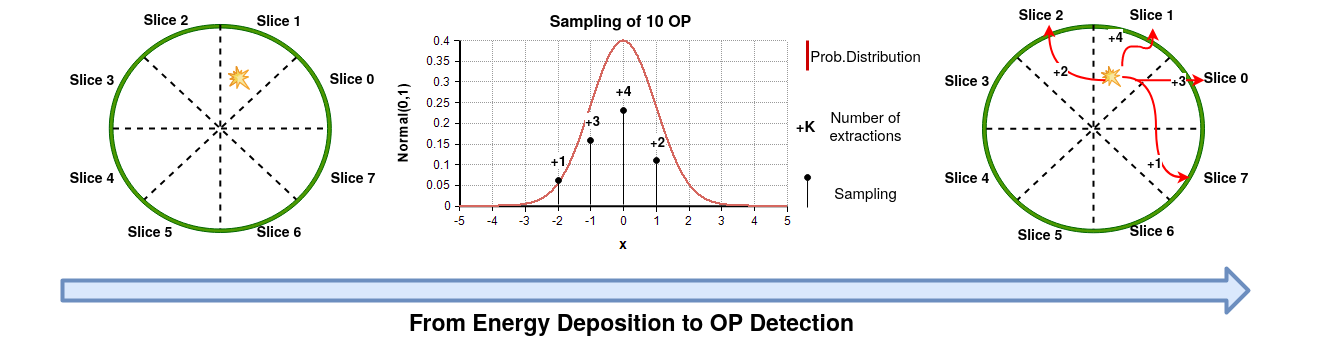 Slice 2
Slice 1
Slice 3
Slice 0
Slice 4
Slice 7
Slice 5
Slice 6
Sampling of 10 OP
Normal(0,1)
0.4
0.35
0.3
0.25
0.2
0.15
0.1
0.05
0
+1
+3
+4
+2
-5
-4
-3
-2
-1
0
1
2
3
4
5
x
Prob.Distribution
+K
Number of
extractions
Sampling
Slice 2
Slice 1
+4
+2
Slice 3
+3
Slice 0
+1
Slice 4
Slice 7
Slice 5
Slice 6
From Energy Deposition to OP Detection